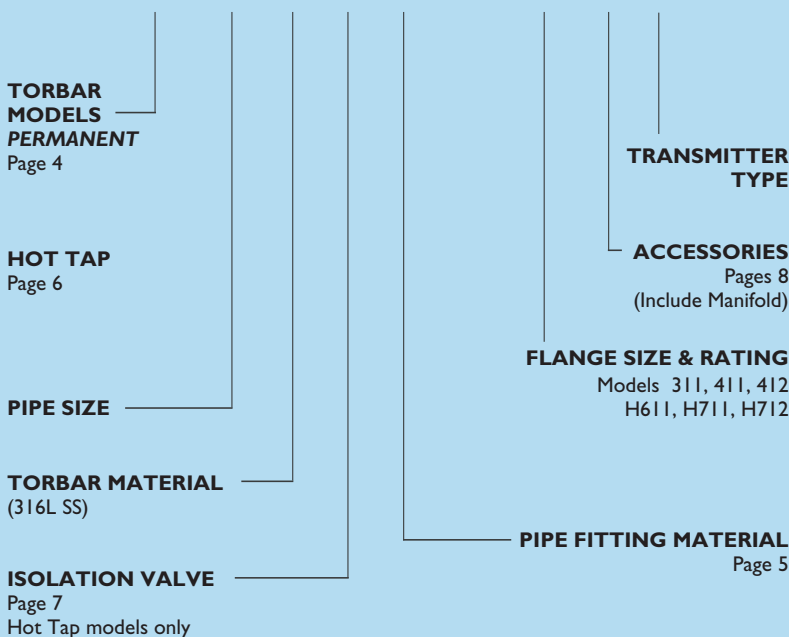 TORBAR
MODELS
PERMANENT
Page 4
HOT TAP
Page 6
PIPE SIZE
TORBAR MATERIAL
(316L SS)
ISOLATION VALVE
Page 7
Hot Tap models only
TRANSMITTER
TYPE
ACCESSORIES
Pages 8
(Include Manifold)
FLANGE SIZE & RATING
Models 311, 411, 412
H611, H711, H712
PIPE FITTING MATERIAL
Page 5